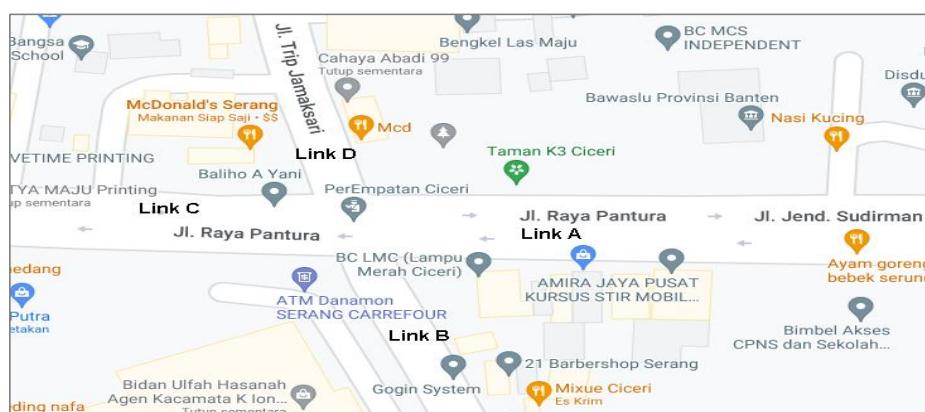 Bangsa
School
Jl. Trip Jamaksari
Cahaya Abadi 99
Tutup sementara
Bengkel Las Maju
BC MCS
INDEPENDENT
Disdu
McDonald's Serang
Makanan Siap Saji • $$
Mcd
Bawaslu Provinsi Banten
Nasi Kucing
VETIME PRINTING
Link D
Taman K3 Ciceri
Baliho A Yani
TYA MAJU Printing
up sementara
PerEmpatan Ciceri
Link C
Jl. Raya Pantura
Jl. Raya Pantura
Jl. Jend. Sudirman
Link A
BC LMC (Lampu
Merah Ciceri)
AMIRA JAYA PUSAT
KURSUS STIR MOBIL...
Ayam goreng
bebek serund
edang
ATM Danamon
SERANG CARREFOUR
Putra
etakan
Link B
Bimbel Akses
CPNS dan Sekolah...
21 Barbershop Serang
Gogin System
Mixue Ciceri
Es Krim
Bidan Ulfah Hasanah
Agen Kacamata K Ion...
Tutup sementara
ding nafa